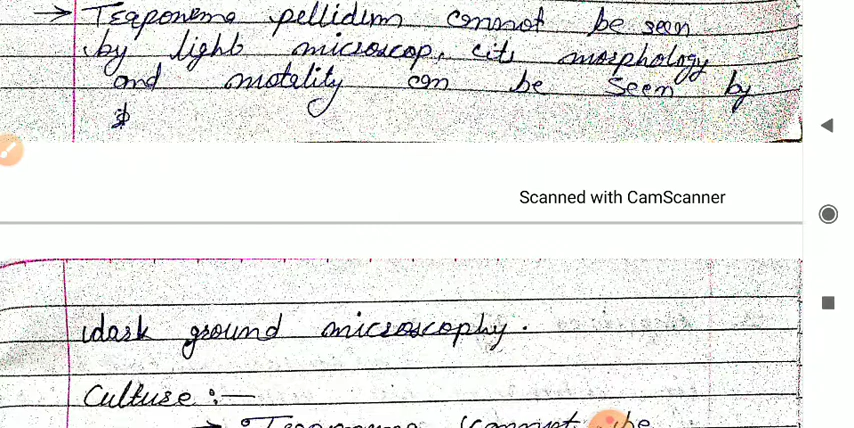 → Treponema pellidum cannot be seen
by light microscop, its morphology
and motelity can be seen by
Scanned with CamScanner
dark ground microscophy.
Culture :—
→ Treponema cannot be